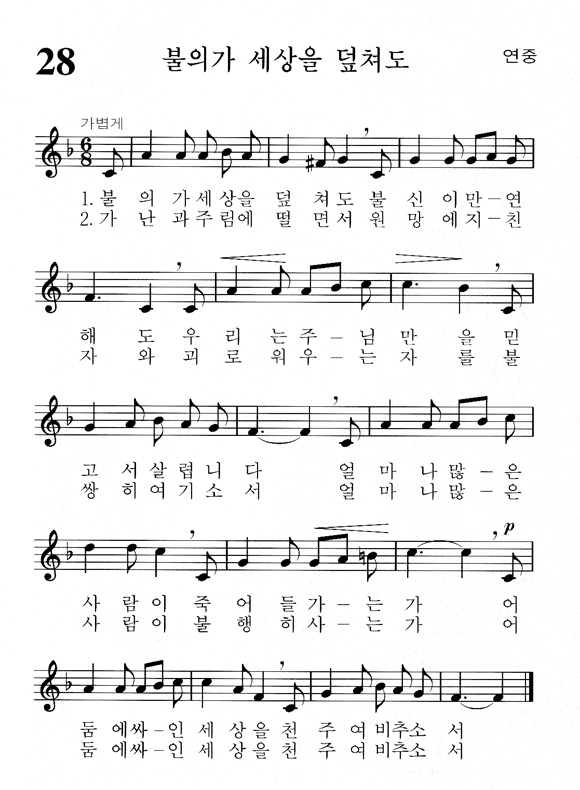 28 불의가 세상을 덮쳐도 연중
가볍게
6
8
1. 불 의 가세상을 덮 쳐도 불 신 이만-연
2. 가 난 과주림에 떨 면서 원 망 에지-친
해 도 우 리 는주-님 만 을 믿
자 와 괴 로 워우-는 자 를 불
고 서살 렵 니 다 얼 마 나많-은
쌍 히여 기 소 서 얼 마 나많-은
p
사 람 이 죽 어 들가-는 가 어
사 람 이 불 행 히사-는 가 어
둠 에싸-인 세 상을 천 주 여 비추소 서
둠 에싸-인 세 상을 천 주 여 비추소 서